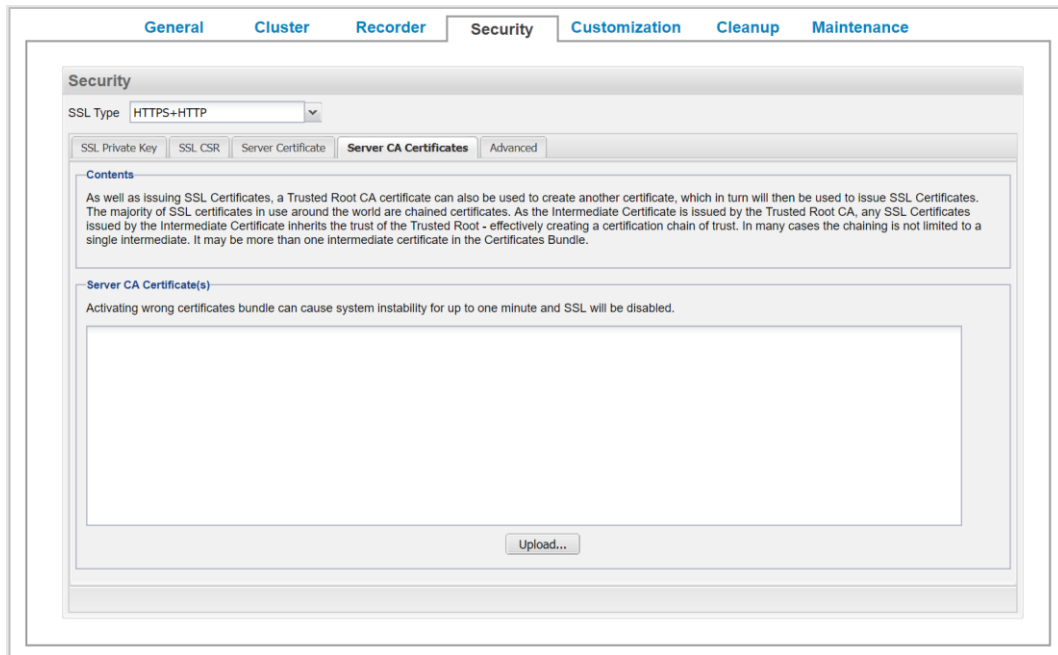 General Cluster Recorder Security Customization Cleanup Maintenance
Security
SSL Type HTTPS+HTTP
SSL Private Key SSL CSR Server Certificate Server CA Certificates Advanced
Contents
As well as issuing SSL Certificates, a Trusted Root CA certificate can also be used to create another certificate, which in turn will then be used to issue SSL Certificates.
The majority of SSL certificates in use around the world are chained certificates. As the Intermediate Certificate is issued by the Trusted Root CA, any SSL Certificates
issued by the Intermediate Certificate inherits the trust of the Trusted Root - effectively creating a certification chain of trust. In many cases the chaining is not limited to a
single intermediate. It may be more than one intermediate certificate in the Certificates Bundle.
Server CA Certificate(s)
Activating wrong certificates bundle can cause system instability for up to one minute and SSL will be disabled.
Upload...